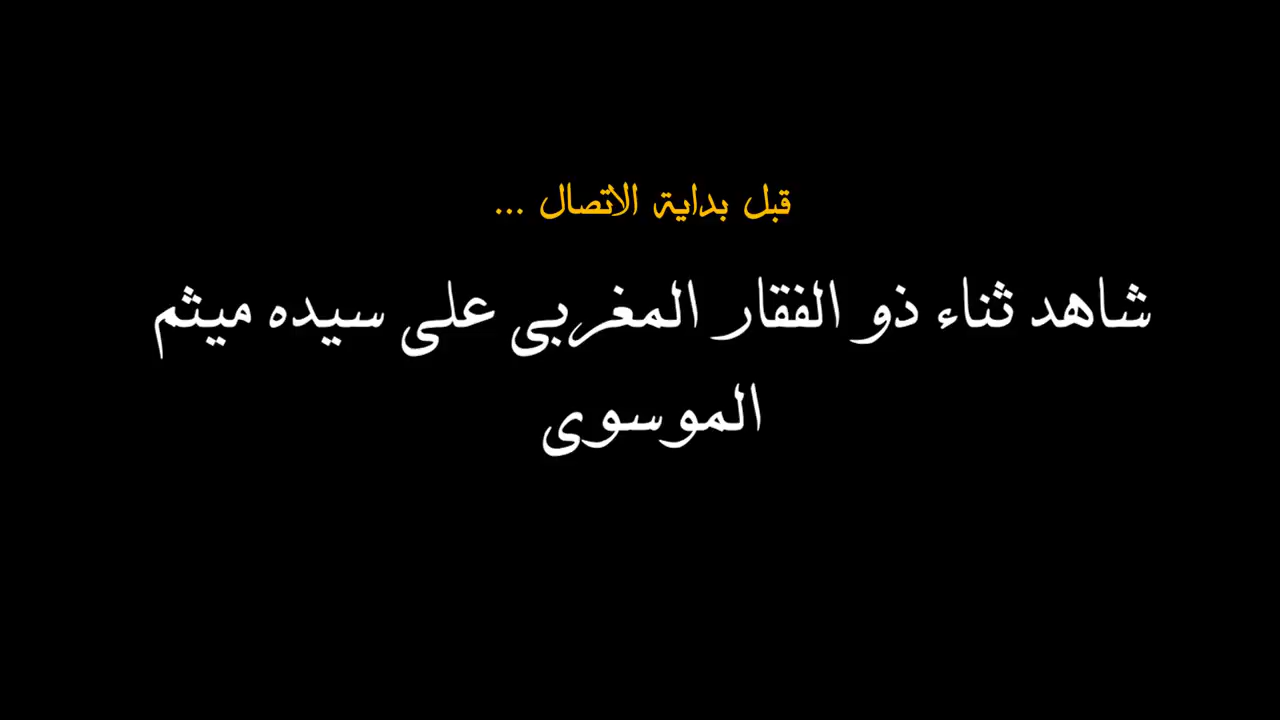 قبل بداية الاتصال ...
شاهد ثناء ذو الفقار المغربى على سيده ميثم
الموسوى